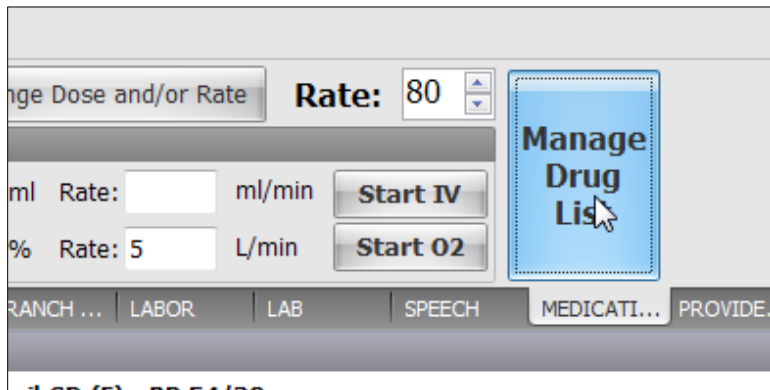 nge Dose and/or Rate Rate: 80
Manage
Drug
List
ml Rate: ml/min Start IV
% Rate: 5 L/min Start O2
RANCH ... LABOR LAB SPEECH MEDICATI... PROVIDE.